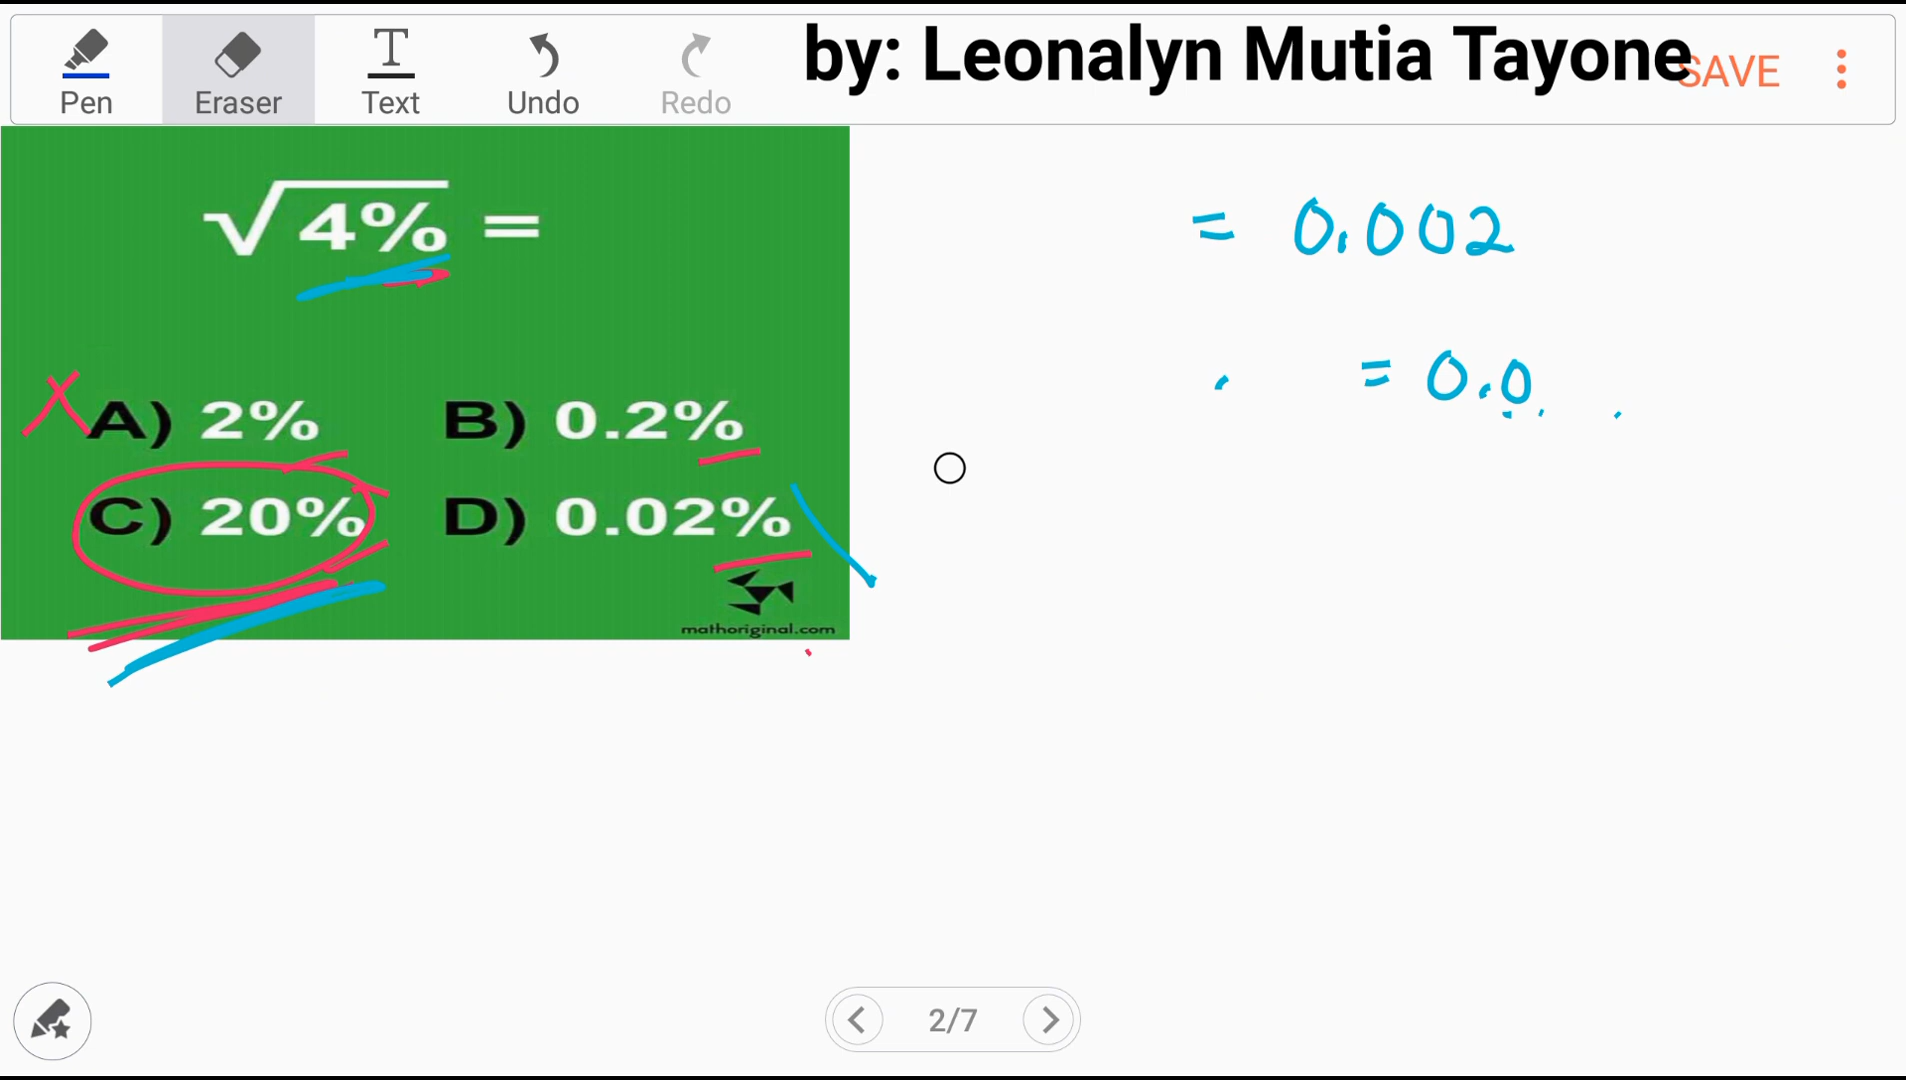 Pen Eraser Text Undo Redo by: Leonalyn Mutia Tayone SAVE
√4% =
A) 2% B) 0.2%
C) 20% D) 0.02%
mathoriginal.com
= 0.002
= 0.0
2/7